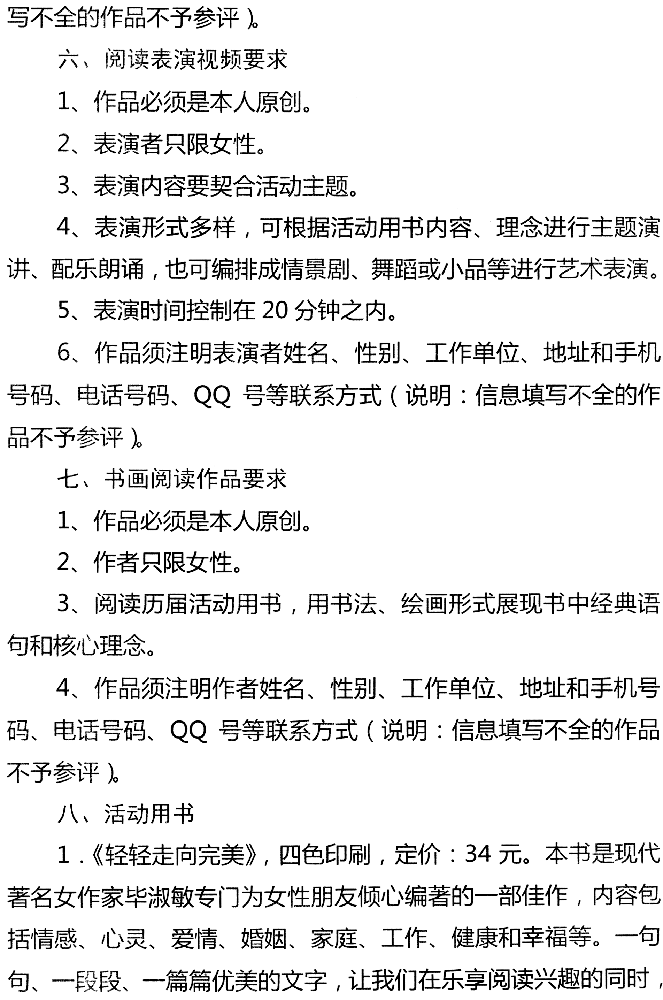 写不全的作品不予参评）。
六、阅读表演视频要求
1、作品必须是本人原创。
2、表演者只限女性。
3、表演内容要契合活动主题。
4、表演形式多样，可根据活动用书内容、理念进行主题演
讲、配乐朗诵，也可编排成情景剧、舞蹈或小品等进行艺术表演。
5、表演时间控制在 20 分钟之内。
6、作品须注明表演者姓名、性别、工作单位、地址和手机
号码、电话号码、QQ 号等联系方式（说明：信息填写不全的作
品不予参评）。
七、书画阅读作品要求
1、作品必须是本人原创。
2、作者只限女性。
3、阅读历届活动用书，用书法、绘画形式展现书中经典语
句和核心理念。
4、作品须注明作者姓名、性别、工作单位、地址和手机号
码、电话号码、QQ 号等联系方式（说明：信息填写不全的作品
不予参评）。
八、活动用书
1．《轻轻走向完美》，四色印刷，定价：34 元。本书是现代
著名女作家毕淑敏专门为女性朋友倾心编著的一部佳作，内容包
括情感、心灵、爱情、婚姻、家庭、工作、健康和幸福等。一句
句、一段段、一篇篇优美的文字，让我们在乐享阅读兴趣的同时，